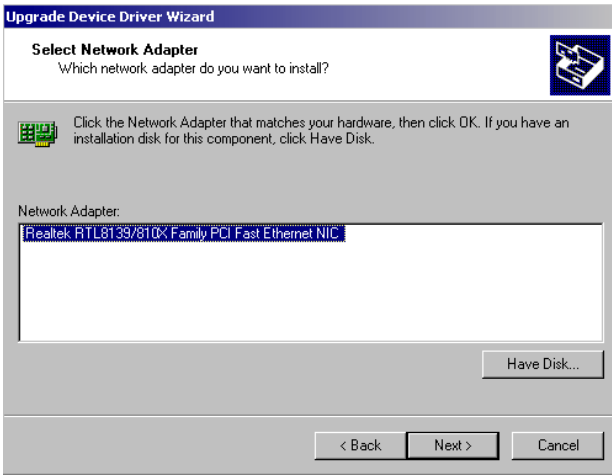 Upgrade Device Driver Wizard
Select Network Adapter
Which network adapter do you want to install?
Click the Network Adapter that matches your hardware, then click OK. If you have an
installation disk for this component, click Have Disk.
Network Adapter:
Realtek RTL8139/810X Family PCI Fast Ethernet NIC
Have Disk...
< Back
Next >
Cancel